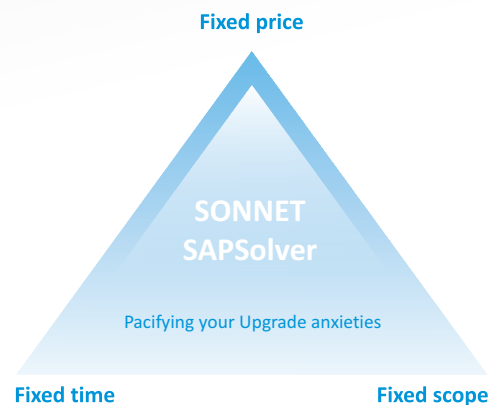 Fixed price
SONNET
SAPSolver
Pacifying your Upgrade anxieties
Fixed time
Fixed scope